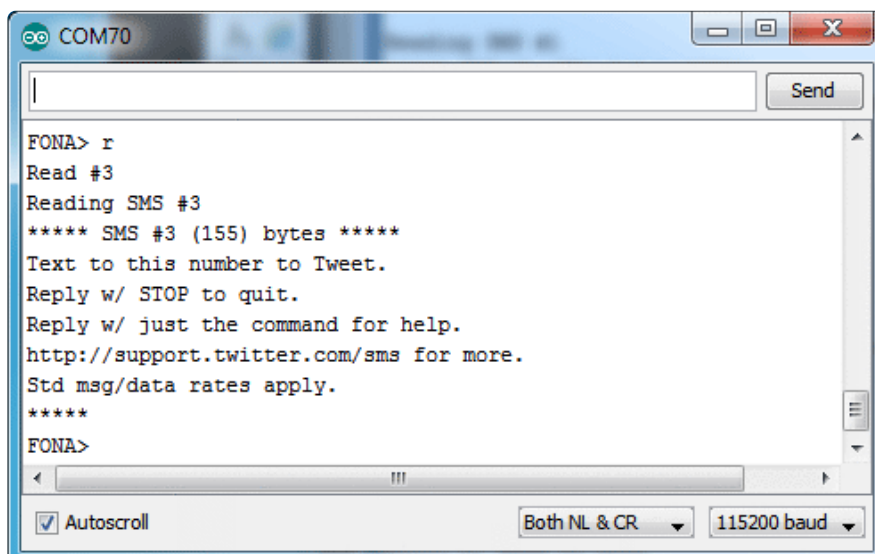 COM70
Send
FONA> r
Read #3
Reading SMS #3
***** SMS #3 (155) bytes *****
Text to this number to Tweet.
Reply w/ STOP to quit.
Reply w/ just the command for help.
http://support.twitter.com/sms for more.
Std msg/data rates apply.
*****
FONA>
Autoscroll
Both NL & CR
115200 baud